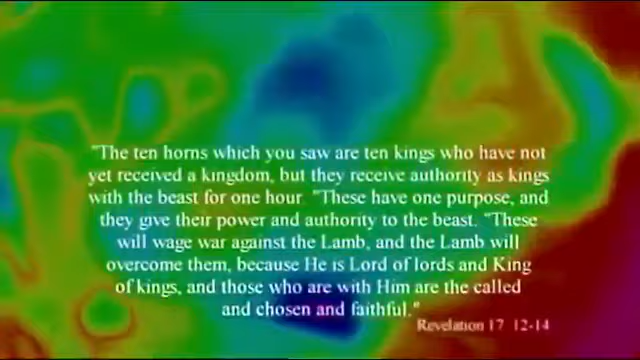 "The ten horns which you saw are ten kings who have not
yet received a kingdom, but they receive authority as kings
with the beast for one hour. "These have one purpose, and
they give their power and authority to the beast. "These
will wage war against the Lamb, and the Lamb will
overcome them, because He is Lord of lords and King
of kings, and those who are with Him are the called
and chosen and faithful."
Revelation 17 12-14